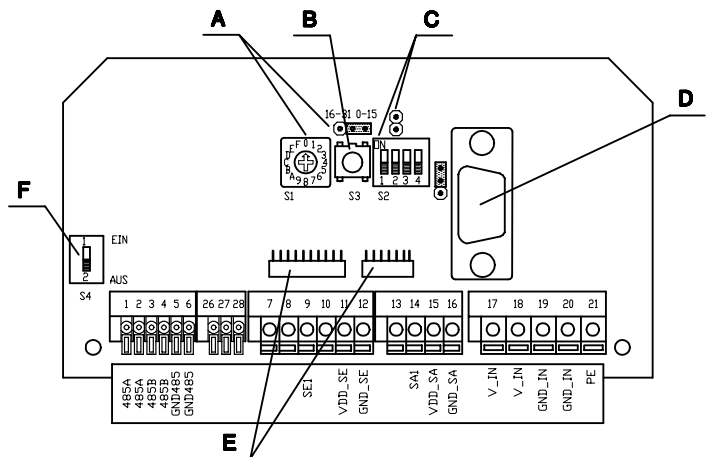 A
B
C
D
F
E
16-31 0-15
ON
F 0 1 2 3 4 5 6 7 8 9 A B C D E
S1
S3
1 2 3 4
S2
1
EIN
2
AUS
S4
1 2 3 4 5 6 26 27 28 7 8 9 10 11 12 13 14 15 16 17 18 19 20 21
485A
485A
485B
485B
GND485
GND485
SE1
VDD_SE
GND_SE
SA1
VDD_SA
GND_SA
V_IN
V_IN
GND_IN
GND_IN
PE